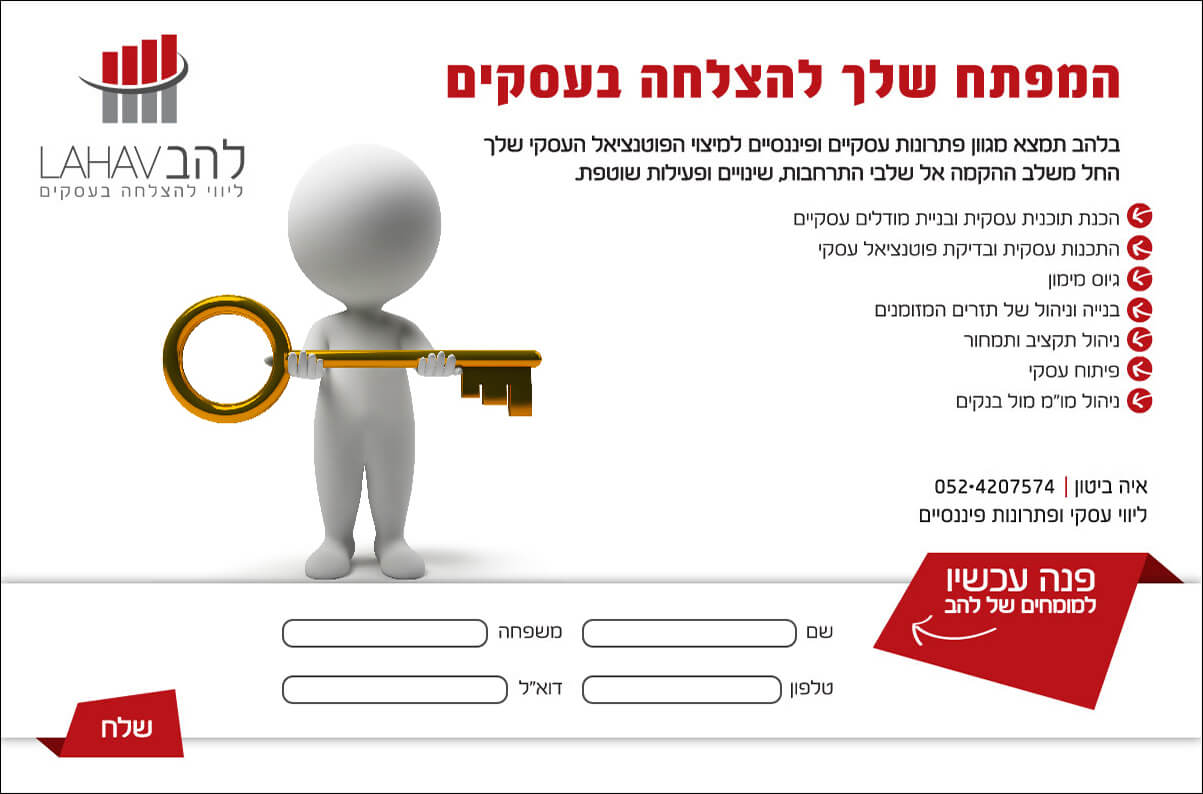 להב LAHAV
ליווי להצלחה בעסקים
המפתח שלך להצלחה בעסקים
בלהב תמצא מגוון פתרונות עסקיים ופיננסיים למיצוי הפוטנציאל העסקי שלך
החל משלב ההקמה אל שלבי התרחבות, שינויים ופעילות שוטפת.
הכנת תוכנית עסקית ובניית מודלים עסקיים
התכנות עסקית ובדיקת פוטנציאל עסקי
גיוס מימון
בנייה וניהול של תזרים המזומנים
ניהול תקציב ותמחור
פיתוח עסקי
ניהול מו"מ מול בנקים
איה ביטון | 052-4207574
ליווי עסקי ופתרונות פיננסיים
פנה עכשיו
למומחים של להב
שם
משפחה
טלפון
דוא"ל
שלח